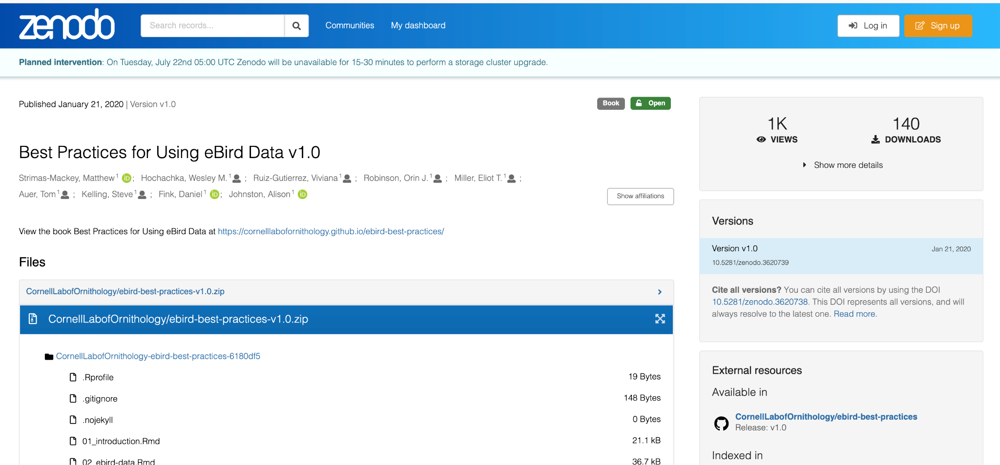 zenodo
Search records...
Communities
My dashboard
Log in
Sign up
Planned intervention: On Tuesday, July 22nd 05:00 UTC Zenodo will be unavailable for 15-30 minutes to perform a storage cluster upgrade.
Published January 21, 2020 | Version v1.0
Book
Open
Best Practices for Using eBird Data v1.0
Strimas-Mackey, Matthew1 iD; Hochachka, Wesley M.1 ; Ruiz-Gutierrez, Viviana1 ; Robinson, Orin J.1 ; Miller, Eliot T.1 ;
Auer, Tom1 ; Kelling, Steve1 ; Fink, Daniel1 iD; Johnston, Alison1 iD
Show affiliations
View the book Best Practices for Using eBird Data at https://cornelllabofornithology.github.io/ebird-best-practices/
Files
CornellLabofOrnithology/ebird-best-practices-v1.0.zip
CornellLabofOrnithology/ebird-best-practices-v1.0.zip
CornellLabofOrnithology-ebird-best-practices-6180df5
.Rprofile 19 Bytes
.gitignore 148 Bytes
.nojekyll 0 Bytes
01_introduction.Rmd 21.1 kB
02_ebird-data.Rmd 36.7 kB
1K
VIEWS
140
DOWNLOADS
Show more details
Versions
Version v1.0 Jan 21, 2020
10.5281/zenodo.3620739
Cite all versions? You can cite all versions by using the DOI
10.5281/zenodo.3620738. This DOI represents all versions, and will
always resolve to the latest one. Read more.
External resources
Available in
CornellLabofOrnithology/ebird-best-practices
Release: v1.0
Indexed in